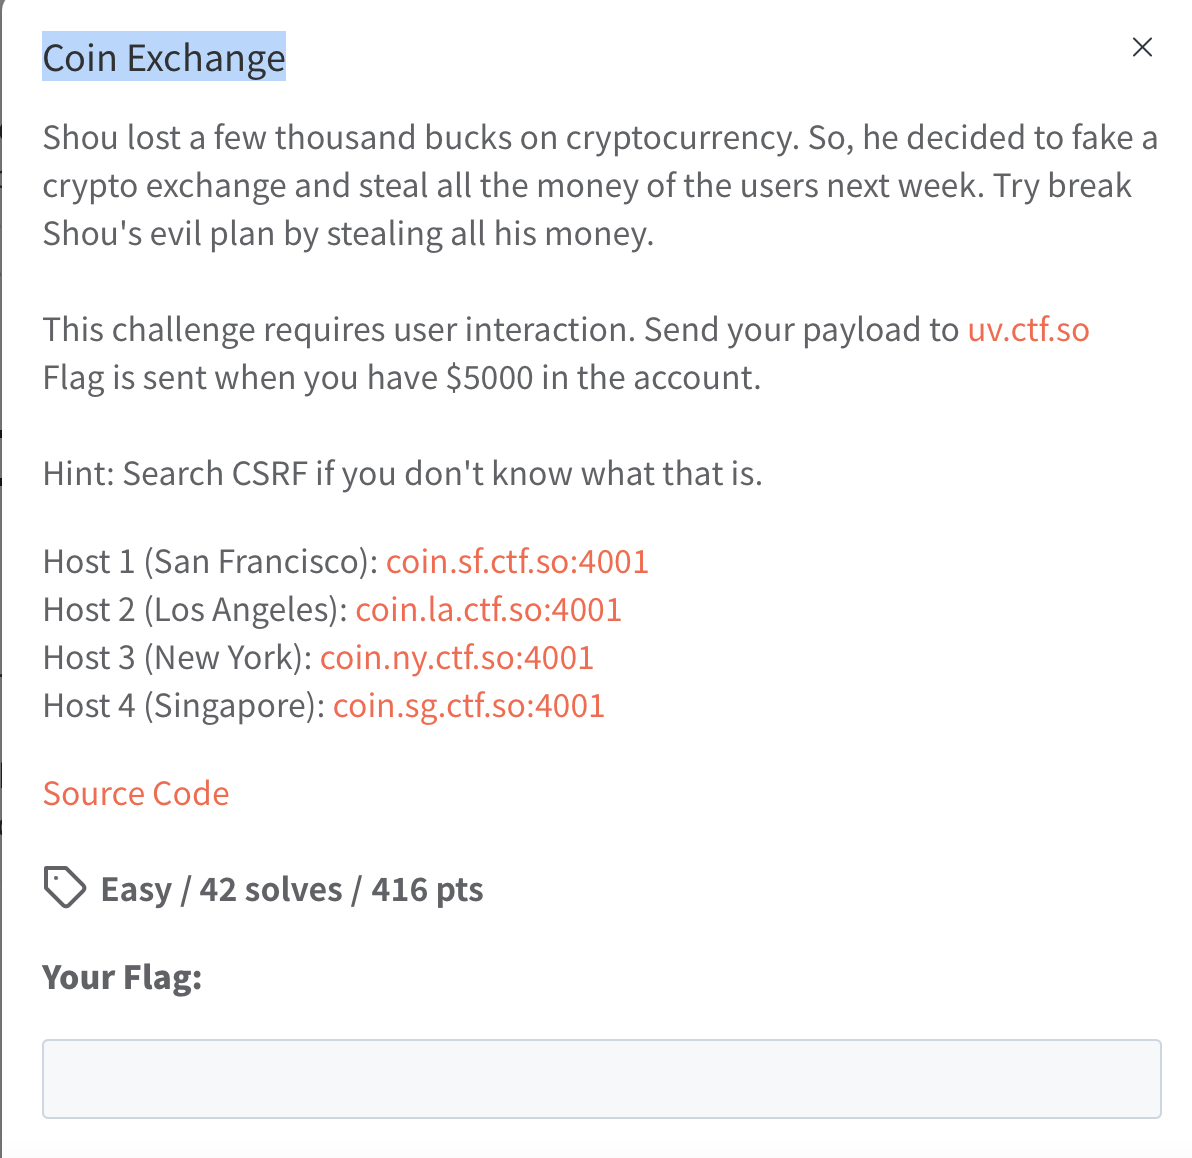 Coin Exchange
Shou lost a few thousand bucks on cryptocurrency. So, he decided to fake a
crypto exchange and steal all the money of the users next week. Try break
Shou's evil plan by stealing all his money.
This challenge requires user interaction. Send your payload to uv.ctf.so
Flag is sent when you have $5000 in the account.
Hint: Search CSRF if you don't know what that is.
Host 1 (San Francisco): coin.sf.ctf.so:4001
Host 2 (Los Angeles): coin.la.ctf.so:4001
Host 3 (New York): coin.ny.ctf.so:4001
Host 4 (Singapore): coin.sg.ctf.so:4001
Source Code
Easy / 42 solves / 416 pts
Your Flag: